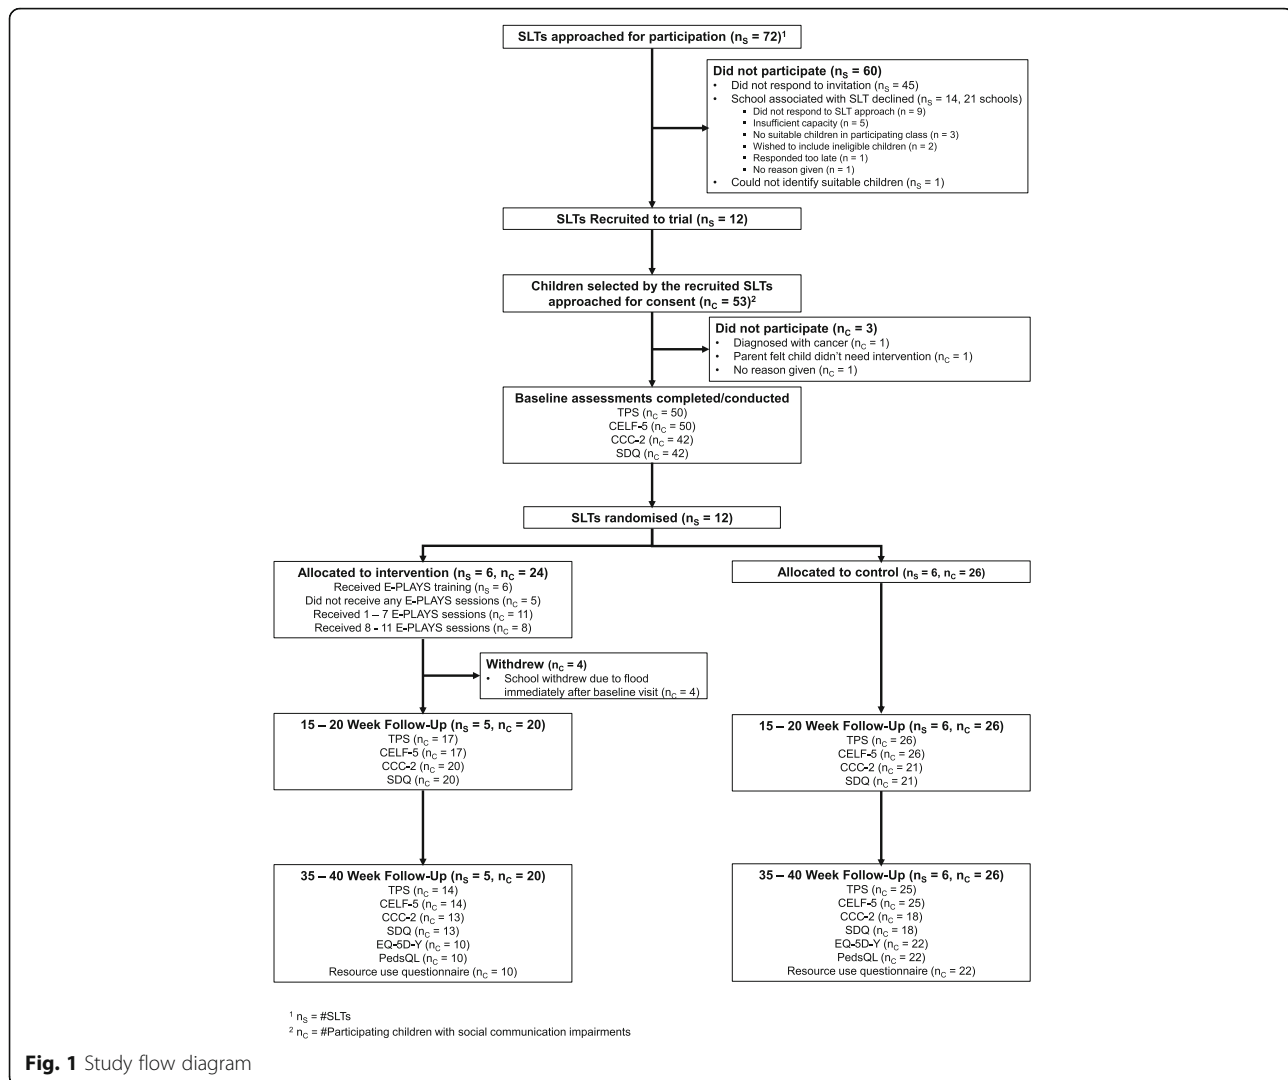 SLTs approached for participation (nS = 72)1
Did not participate (nS = 60)
• Did not respond to invitation (nS = 45)
• School associated with SLT declined (nS = 14, 21 schools)
▪ Did not respond to SLT approach (n = 9)
▪ Insufficient capacity (n = 5)
▪ No suitable children in participating class (n = 3)
▪ Wished to include ineligible children (n = 2)
▪ Responded too late (n = 1)
▪ No reason given (n = 1)
• Could not identify suitable children (nS = 1)
SLTs Recruited to trial (nS = 12)
Children selected by the recruited SLTs
approached for consent (nC = 53)2
Did not participate (nC = 3)
• Diagnosed with cancer (nC = 1)
• Parent felt child didn't need intervention (nC = 1)
• No reason given (nC = 1)
Baseline assessments completed/conducted
TPS (nC = 50)
CELF-5 (nC = 50)
CCC-2 (nC = 42)
SDQ (nC = 42)
SLTs randomised (nS = 12)
Allocated to intervention (nS = 6, nC = 24)
Received E-PLAYS training (nS = 6)
Did not receive any E-PLAYS sessions (nC = 5)
Received 1 – 7 E-PLAYS sessions (nC = 11)
Received 8 - 11 E-PLAYS sessions (nC = 8)
Allocated to control (nS = 6, nC = 26)
Withdrew (nC = 4)
• School withdrew due to flood
immediately after baseline visit (nC = 4)
15 – 20 Week Follow-Up (nS = 5, nC = 20)
TPS (nC = 17)
CELF-5 (nC = 17)
CCC-2 (nC = 20)
SDQ (nC = 20)
15 – 20 Week Follow-Up (nS = 6, nC = 26)
TPS (nC = 26)
CELF-5 (nC = 26)
CCC-2 (nC = 21)
SDQ (nC = 21)
35 – 40 Week Follow-Up (nS = 5, nC = 20)
TPS (nC = 14)
CELF-5 (nC = 14)
CCC-2 (nC = 13)
SDQ (nC = 13)
EQ-5D-Y (nC = 10)
PedsQL (nC = 10)
Resource use questionnaire (nC = 10)
35 – 40 Week Follow-Up (nS = 6, nC = 26)
TPS (nC = 25)
CELF-5 (nC = 25)
CCC-2 (nC = 18)
SDQ (nC = 18)
EQ-5D-Y (nC = 22)
PedsQL (nC = 22)
Resource use questionnaire (nC = 22)
1 nS = #SLTs
2 nC = #Participating children with social communication impairments
Fig. 1 Study flow diagram